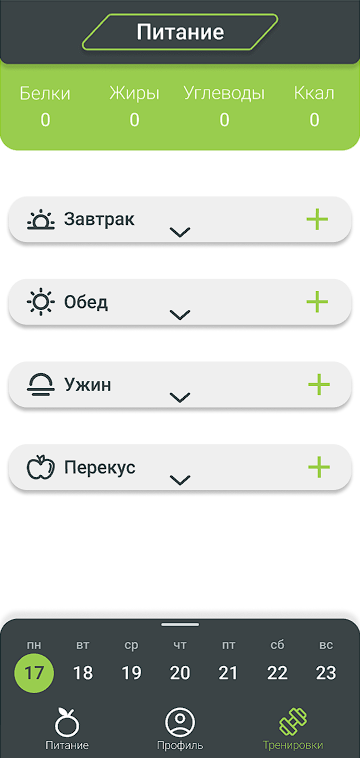 Питание
Белки Жиры Углеводы Ккал
0 0 0 0
Завтрак
Обед
Ужин
Перекус
пн вт ср чт пт сб вс
17 18 19 20 21 22 23
Питание Профиль Тренировки